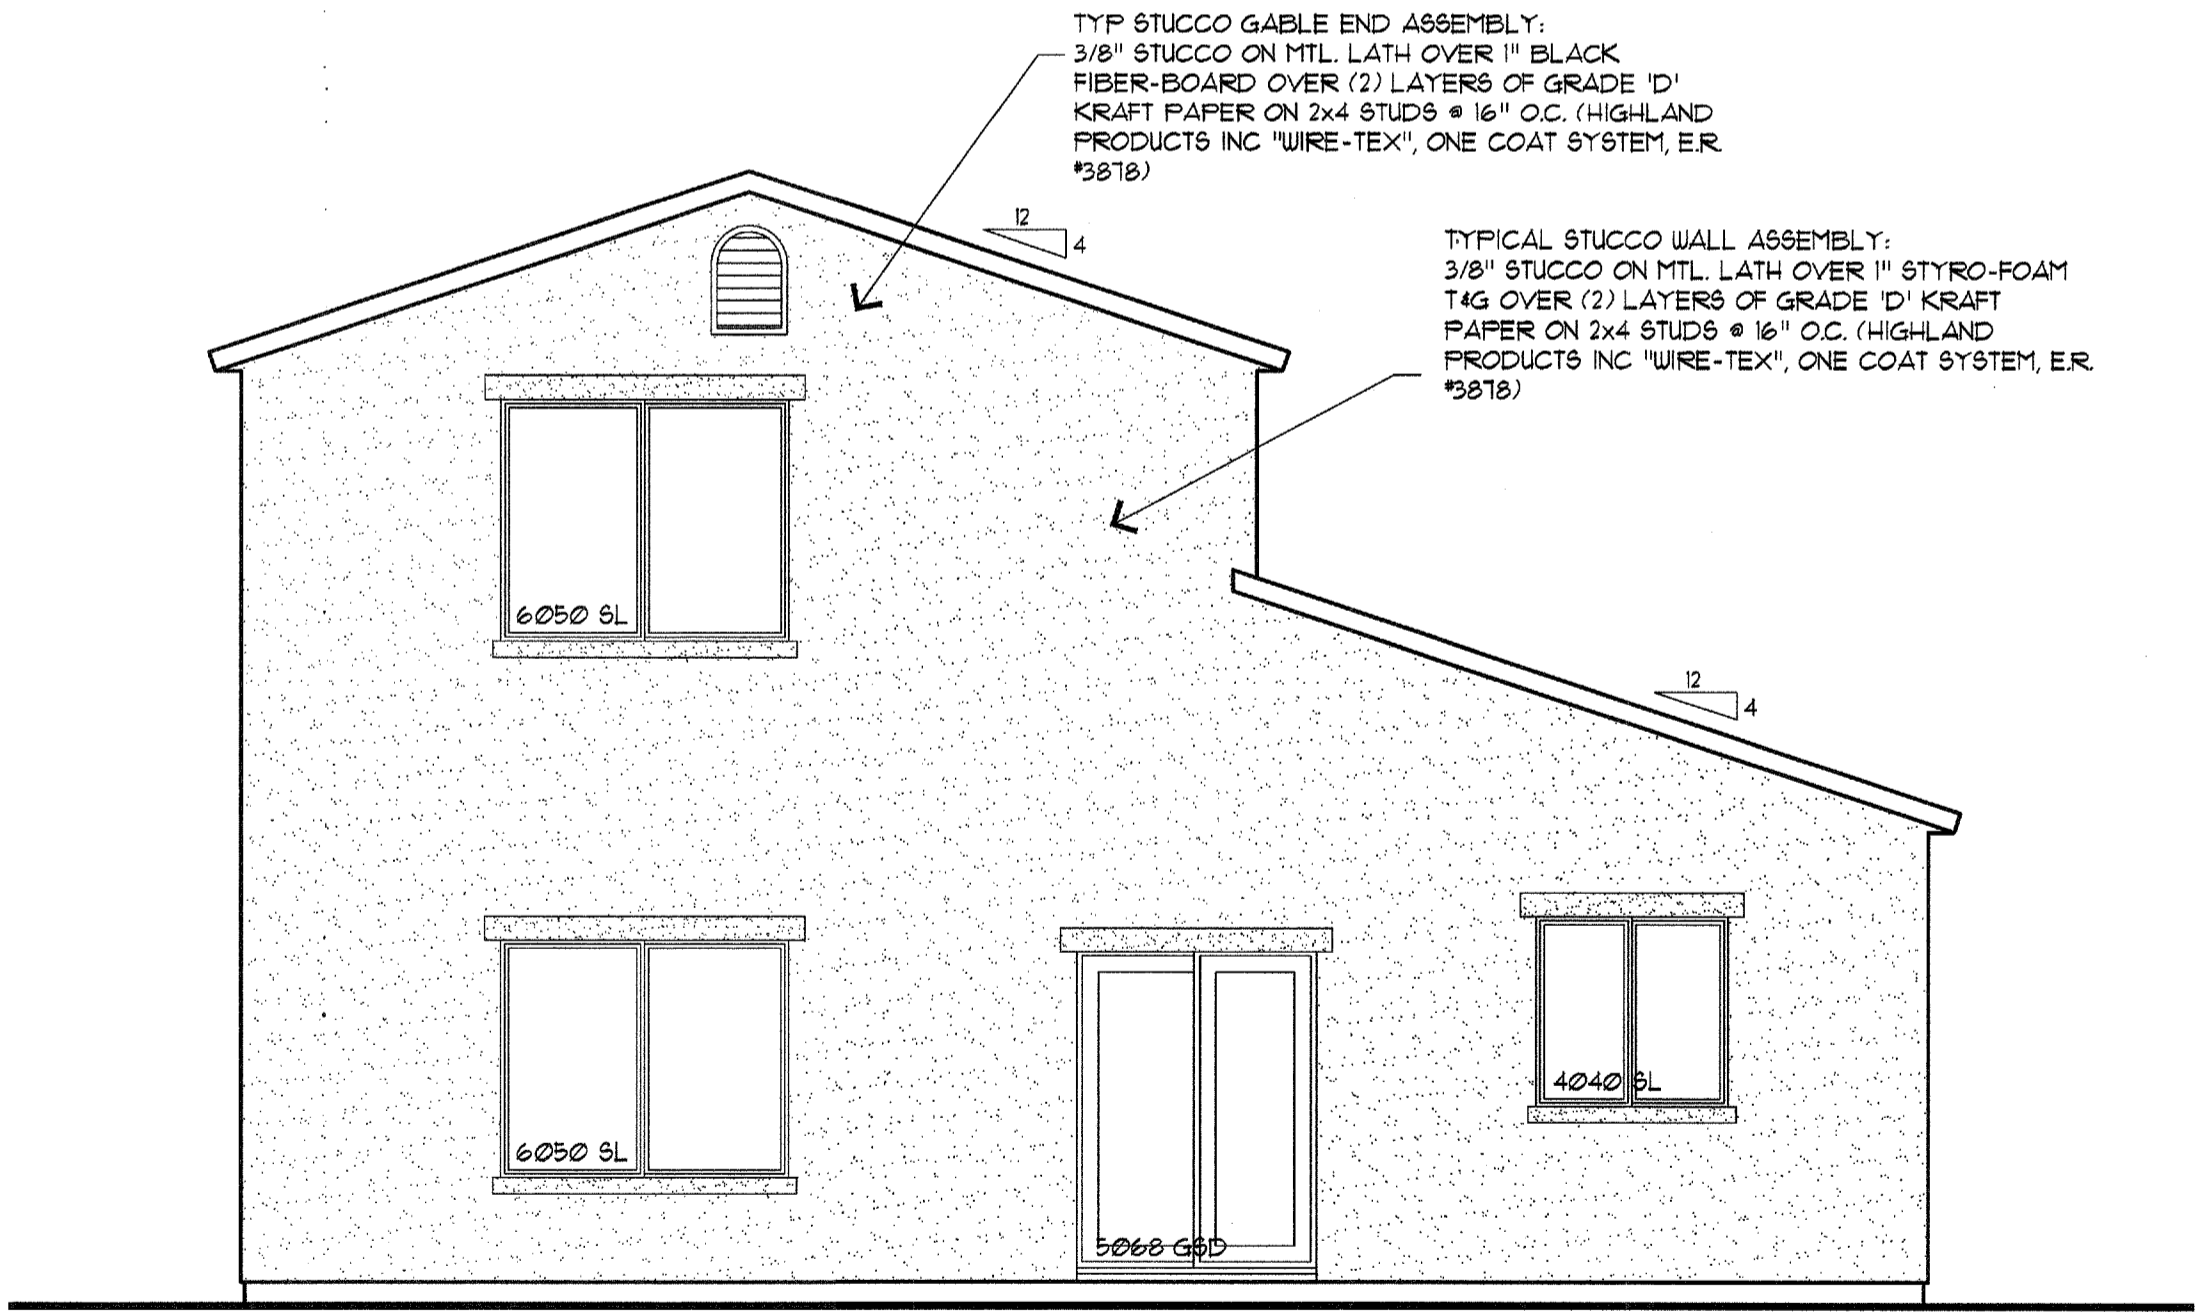 TYP STUCCO GABLE END ASSEMBLY:
3/8" STUCCO ON MTL. LATH OVER 1" BLACK
FIBER-BOARD OVER (2) LAYERS OF GRADE 'D'
KRAFT PAPER ON 2x4 STUDS @ 16" O.C. (HIGHLAND
PRODUCTS INC "WIRE-TEX", ONE COAT SYSTEM, E.R.
#3878)
12
4
TYPICAL STUCCO WALL ASSEMBLY:
3/8" STUCCO ON MTL. LATH OVER 1" STYRO-FOAM
T&G OVER (2) LAYERS OF GRADE 'D' KRAFT
PAPER ON 2x4 STUDS @ 16" O.C. (HIGHLAND
PRODUCTS INC "WIRE-TEX", ONE COAT SYSTEM, E.R.
#3878)
6050 SL
12
4
4040 SL
6050 SL
5068 GSD